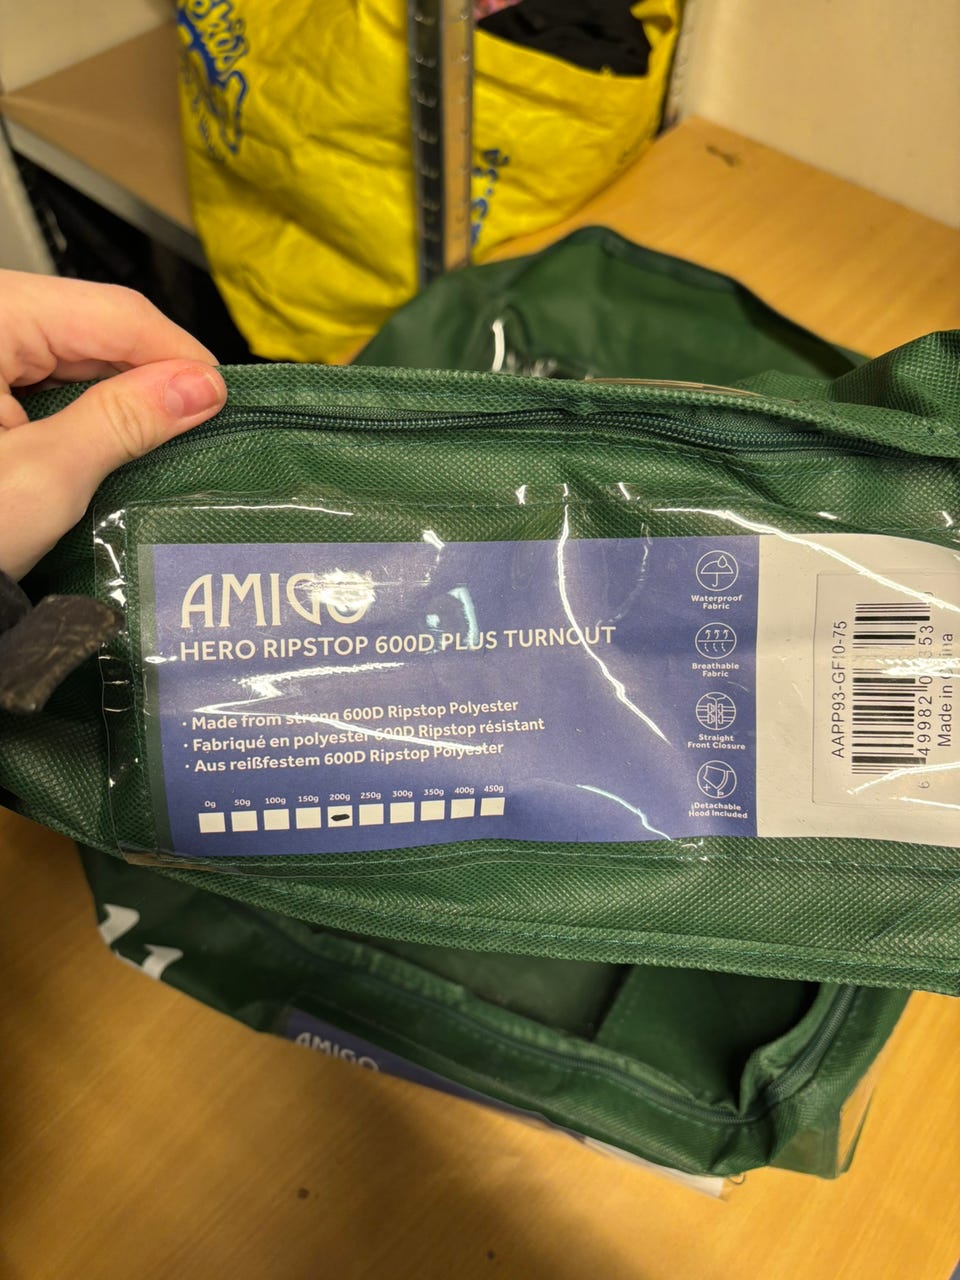 AMIGO
HERO RIPSTOP 600D PLUS TURNOUT
· Made from strong 600D Ripstop Polyester
· Fabriqué en polyester 600D Ripstop résistant
· Aus reißfestem 600D Ripstop Polyester
0g 50g 100g 150g 200g 250g 300g 350g 400g 450g
Waterproof
Fabric
Breathable
Fabric
Straight
Front Closure
Detachable
Hood Included
Made in
AMIGO